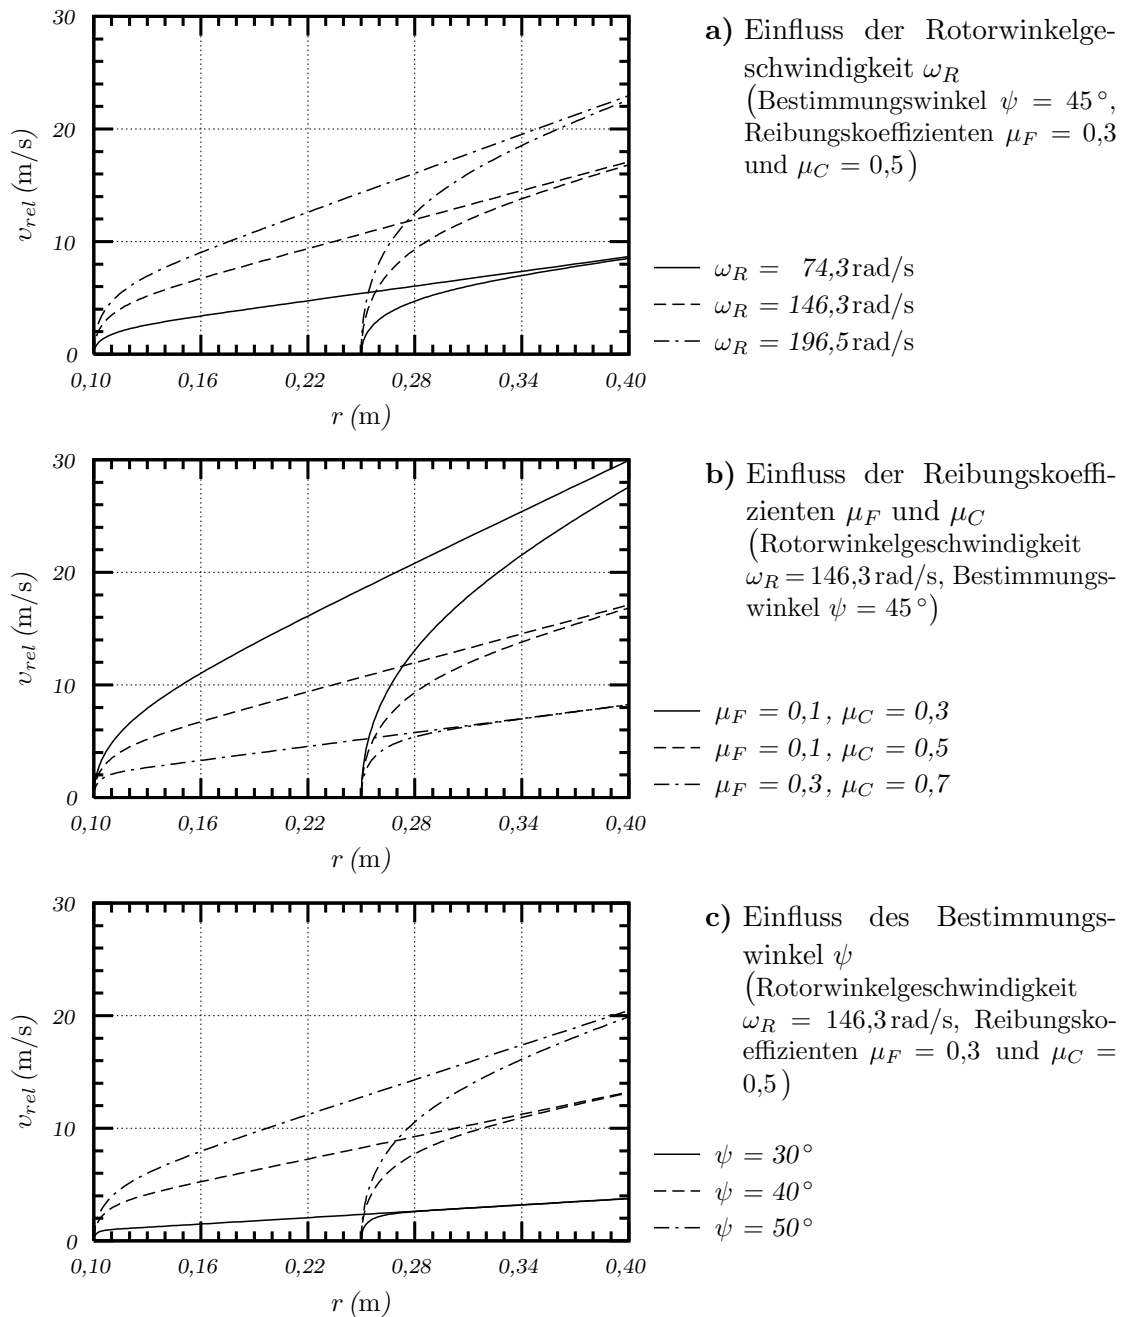 30
20
10
0
v_rel (m/s)
0,10 0,16 0,22 0,28 0,34 0,40
r (m)
a) Einfluss der Rotorwinkelge-
schwindigkeit ω_R
(Bestimmungswinkel ψ = 45°,
Reibungskoeffizienten μ_F = 0,3
und μ_C = 0,5)
ω_R = 74,3 rad/s
ω_R = 146,3 rad/s
ω_R = 196,5 rad/s
30
20
10
0
v_rel (m/s)
0,10 0,16 0,22 0,28 0,34 0,40
r (m)
b) Einfluss der Reibungskoeffi-
zienten μ_F und μ_C
(Rotorwinkelgeschwindigkeit
ω_R = 146,3 rad/s, Bestimmungs-
winkel ψ = 45°)
μ_F = 0,1, μ_C = 0,3
μ_F = 0,1, μ_C = 0,5
μ_F = 0,3, μ_C = 0,7
30
20
10
0
v_rel (m/s)
0,10 0,16 0,22 0,28 0,34 0,40
r (m)
c) Einfluss des Bestimmungs-
winkel ψ
(Rotorwinkelgeschwindigkeit
ω_R = 146,3 rad/s, Reibungsko-
effizienten μ_F = 0,3 und μ_C =
0,5)
ψ = 30°
ψ = 40°
ψ = 50°